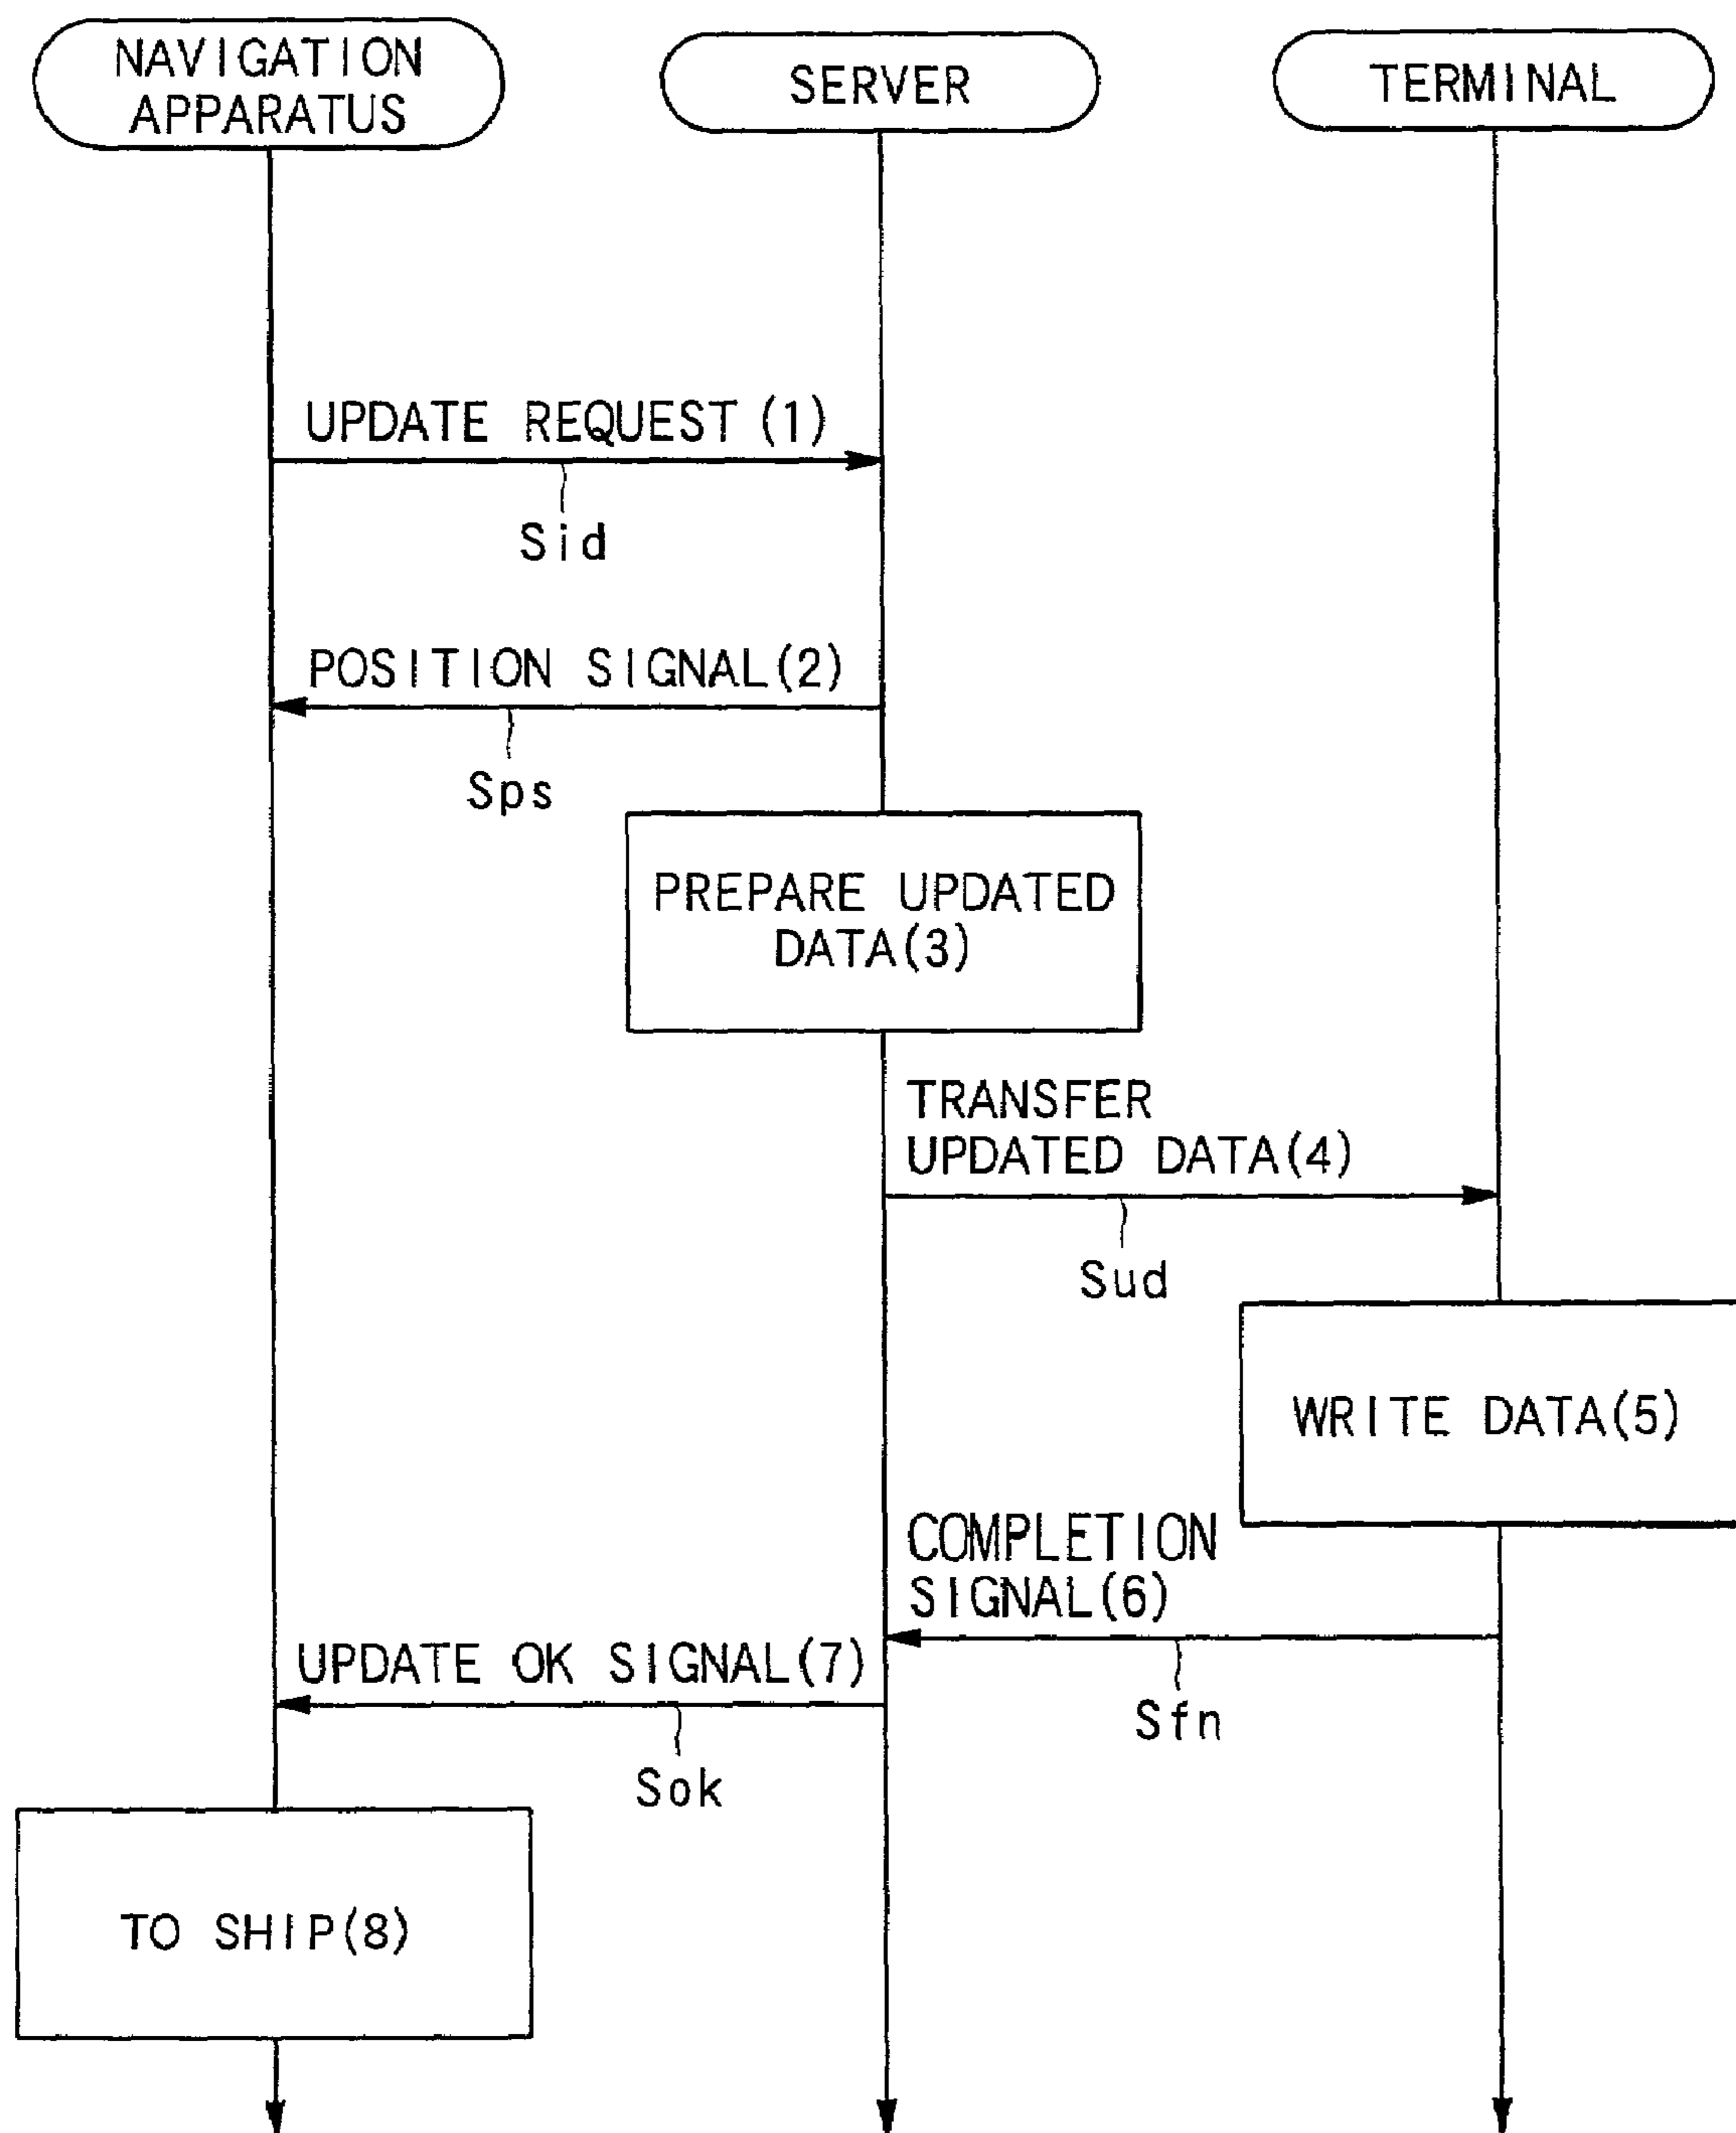 NAVIGATION
APPARATUS
SERVER
TERMINAL
UPDATE REQUEST(1)
Sid
POSITION SIGNAL(2)
Sps
PREPARE UPDATED
DATA(3)
TRANSFER
UPDATED DATA(4)
Sud
WRITE DATA(5)
COMPLETION
SIGNAL(6)
Sfn
UPDATE OK SIGNAL(7)
Sok
TO SHIP(8)